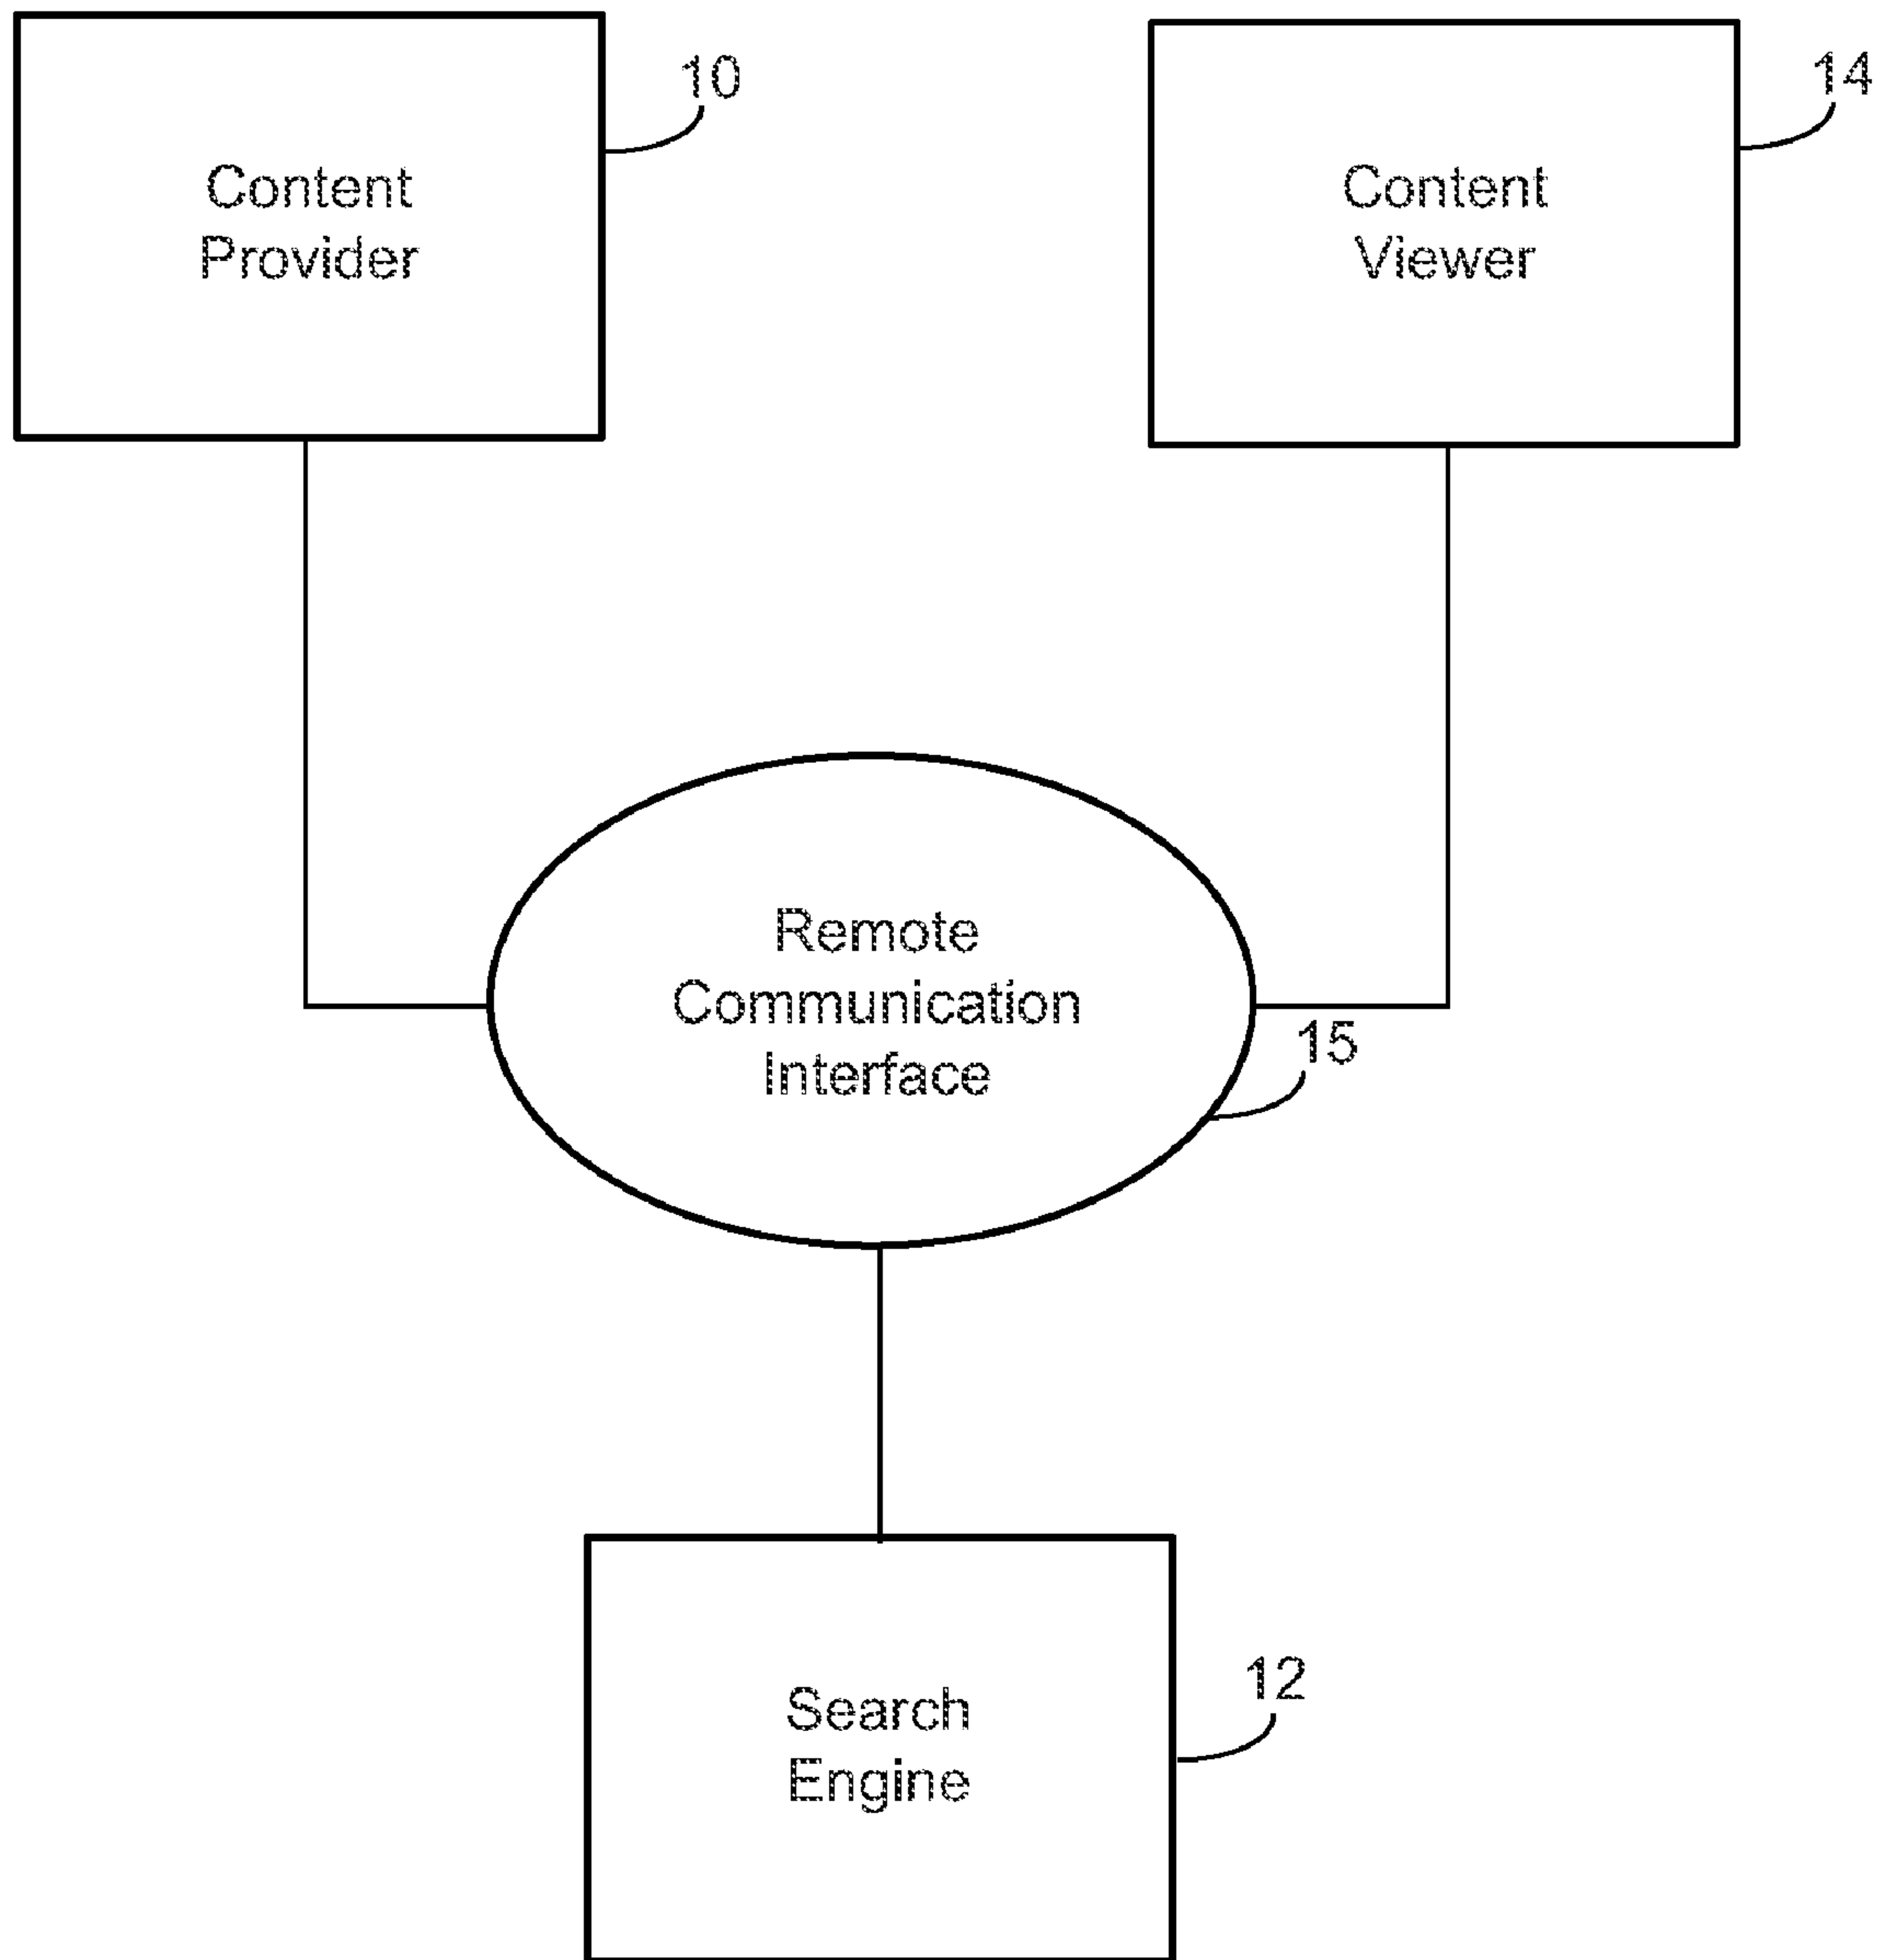 10
Content
Provider
14
Content
Viewer
Remote
Communication
Interface
15
Search
Engine
12